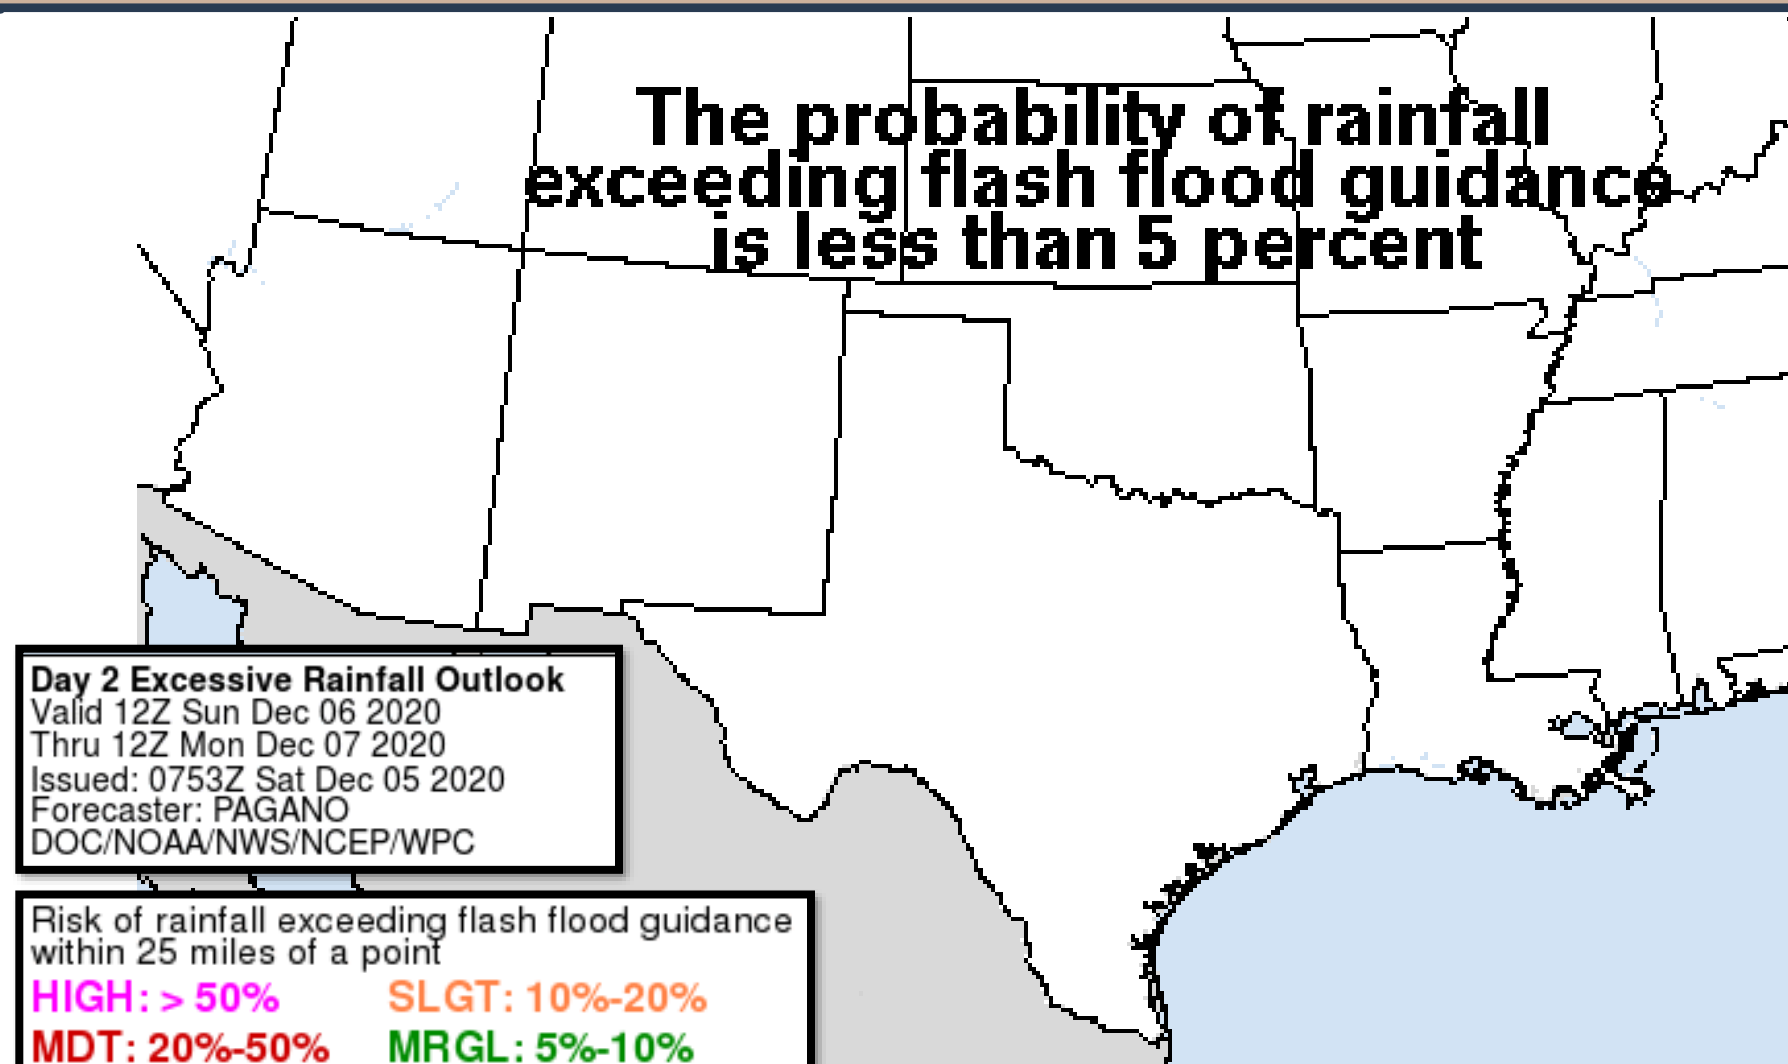 The probability of rainfall
exceeding flash flood guidance
is less than 5 percent
Day 2 Excessive Rainfall Outlook
Valid 12Z Sun Dec 06 2020
Thru 12Z Mon Dec 07 2020
Issued: 0753Z Sat Dec 05 2020
Forecaster: PAGANO
DOC/NOAA/NWS/NCEP/WPC
Risk of rainfall exceeding flash flood guidance
within 25 miles of a point
HIGH: > 50% SLGT: 10%-20%
MDT: 20%-50% MRGL: 5%-10%